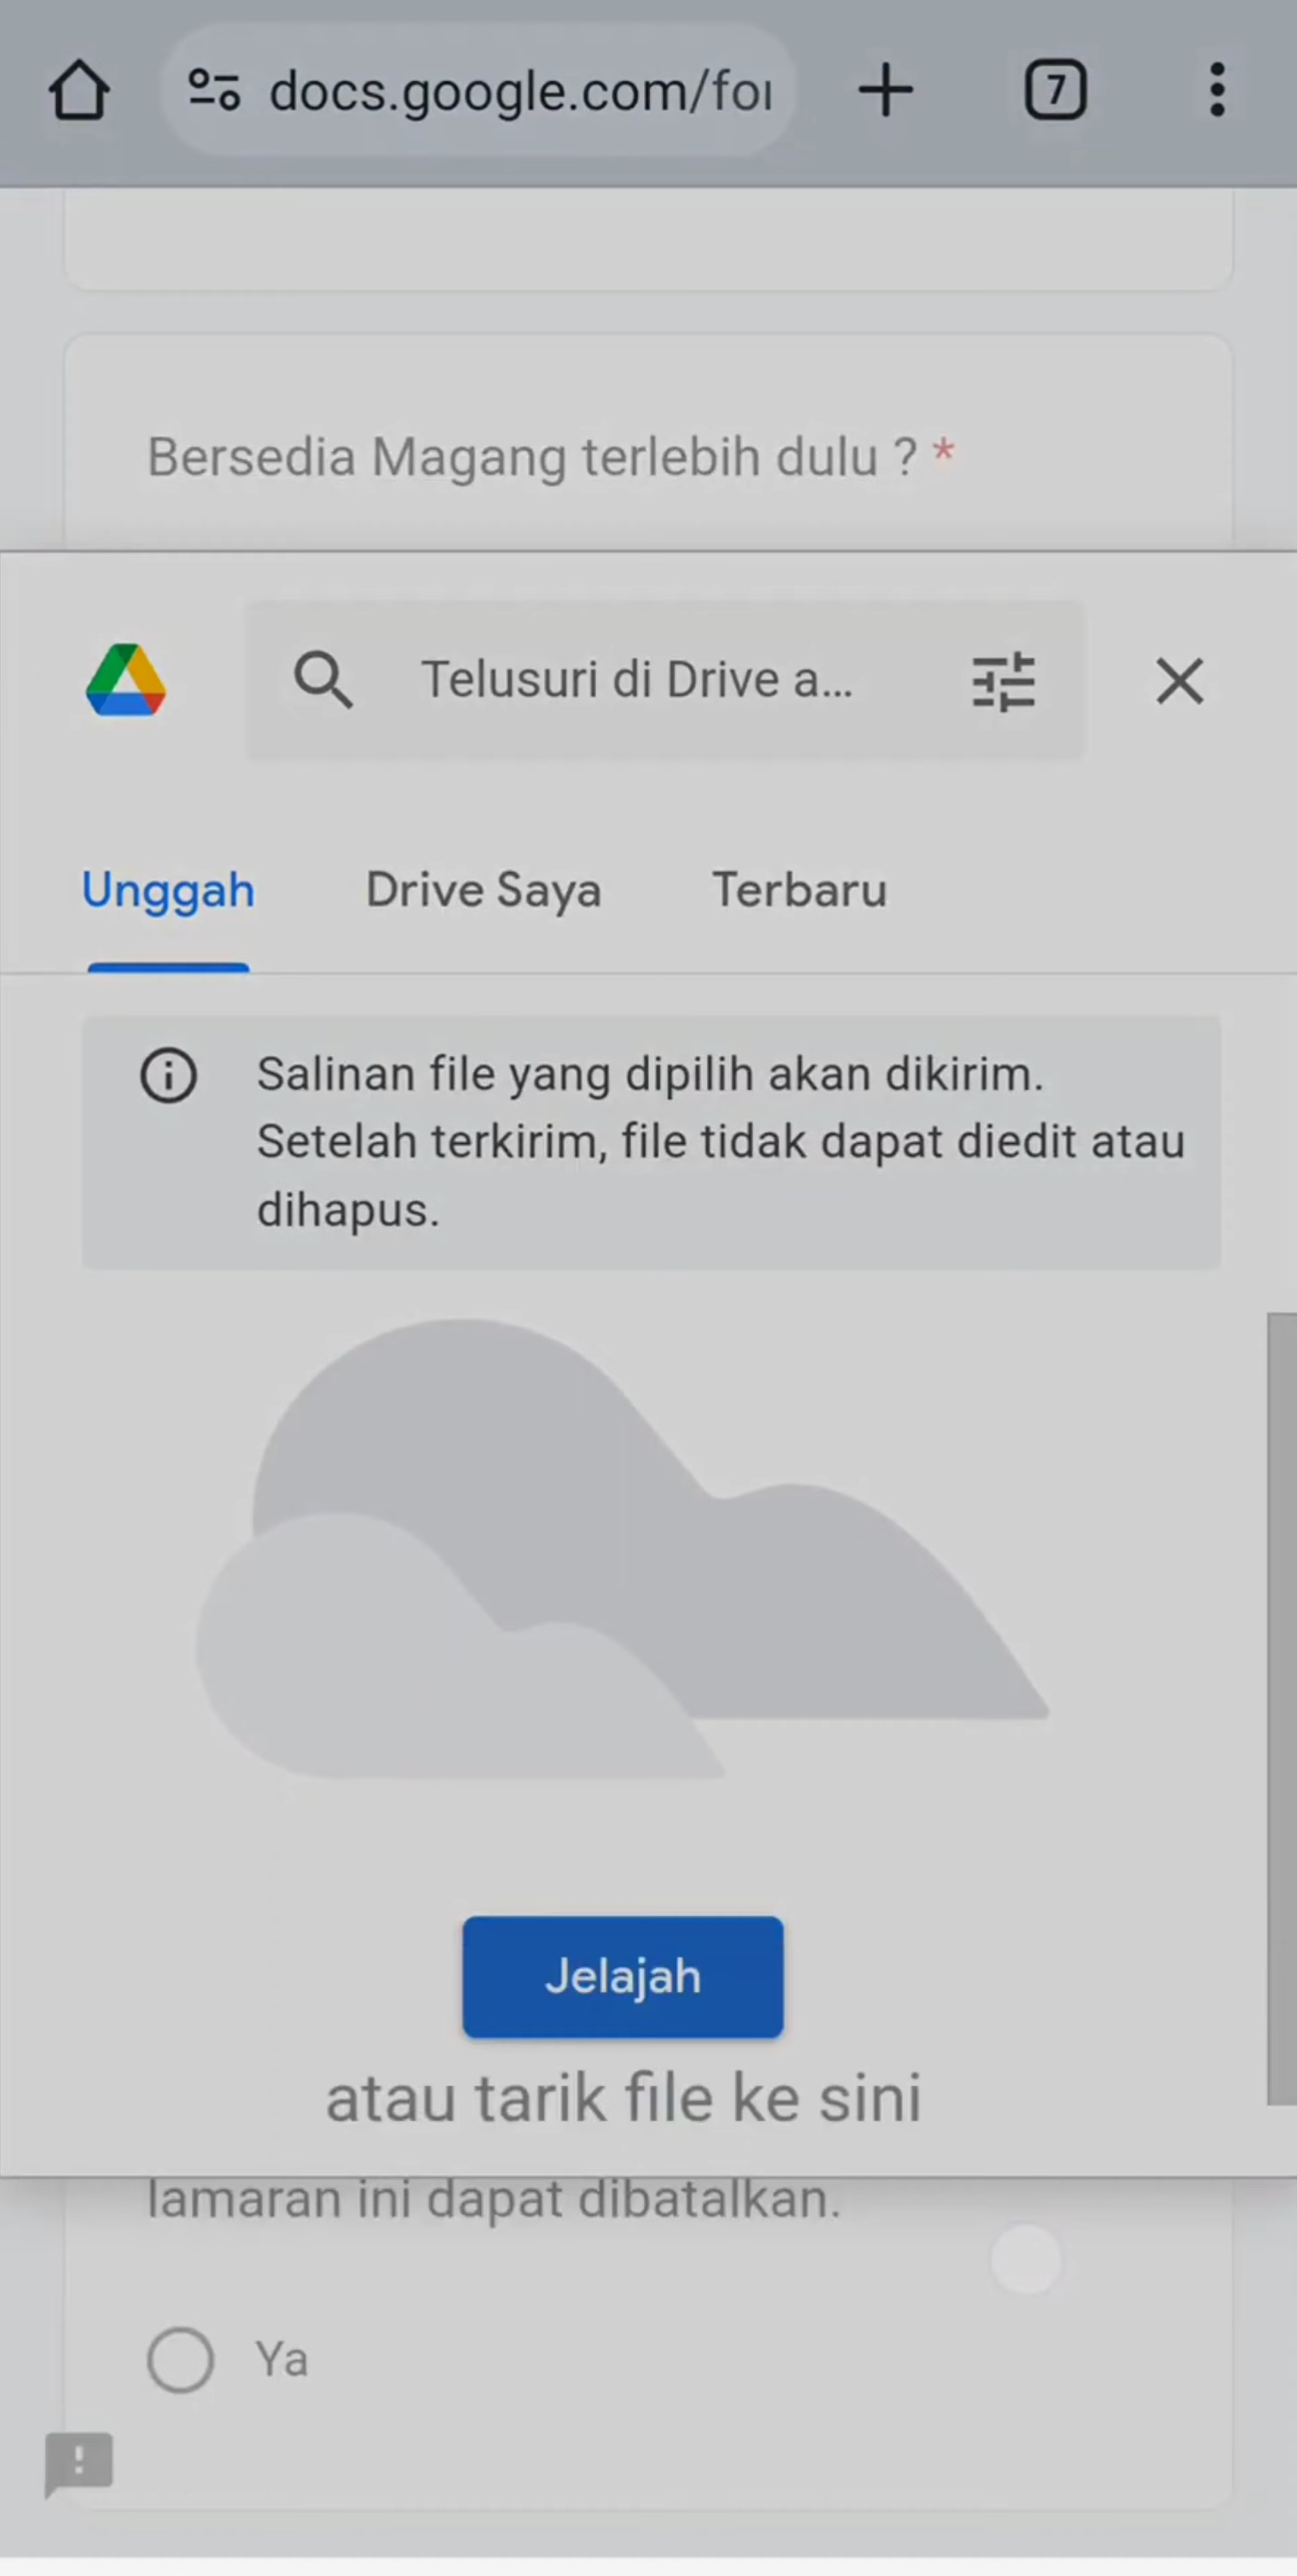 docs.google.com/for
7
Bersedia Magang terlebih dulu ? *
Telusuri di Drive a...
Unggah
Drive Saya
Terbaru
Salinan file yang dipilih akan dikirim.
Setelah terkirim, file tidak dapat diedit atau
dihapus.
Jelajah
atau tarik file ke sini
lamaran ini dapat dibatalkan.
Ya